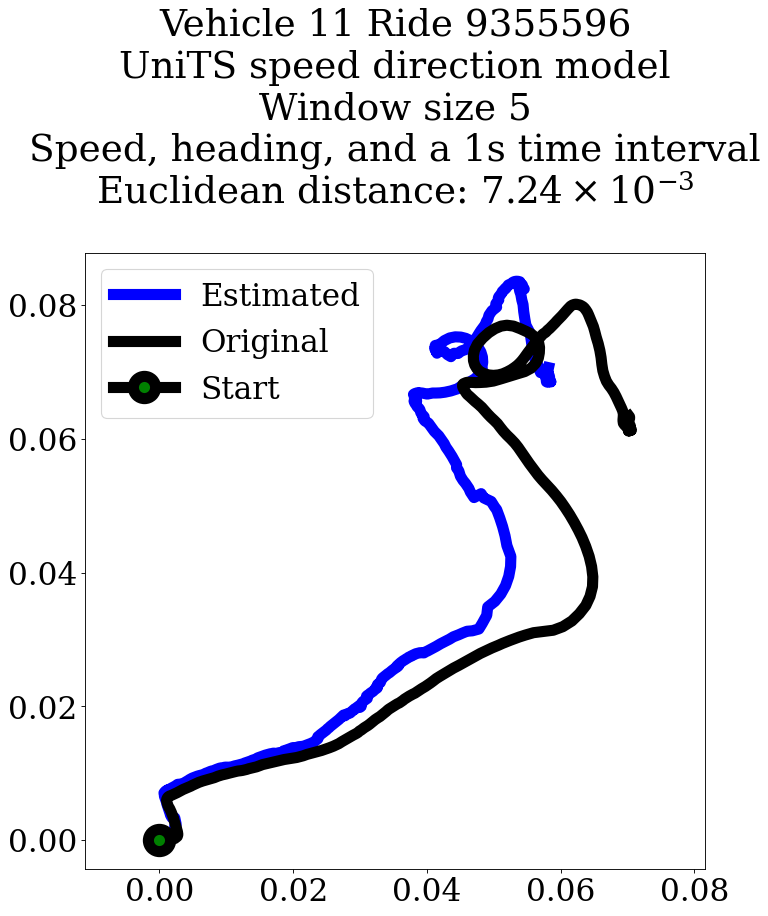 Vehicle 11 Ride 9355596
UniTS speed direction model
Window size 5
Speed, heading, and a 1s time interval
Euclidean distance: 7.24 × 10⁻³
Estimated
Original
Start
0.08
0.06
0.04
0.02
0.00
0.00 0.02 0.04 0.06 0.08